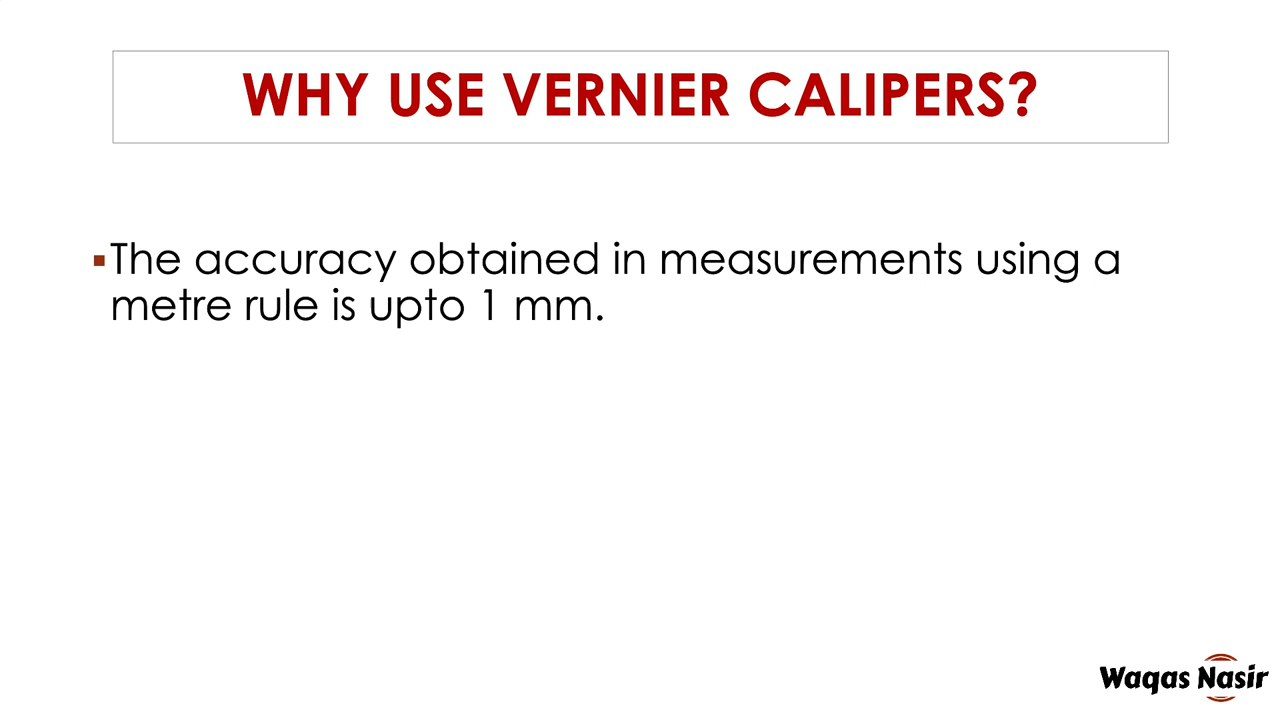 WHY USE VERNIER CALIPERS?
▪The accuracy obtained in measurements using a
metre rule is upto 1 mm.
Waqas Nasir